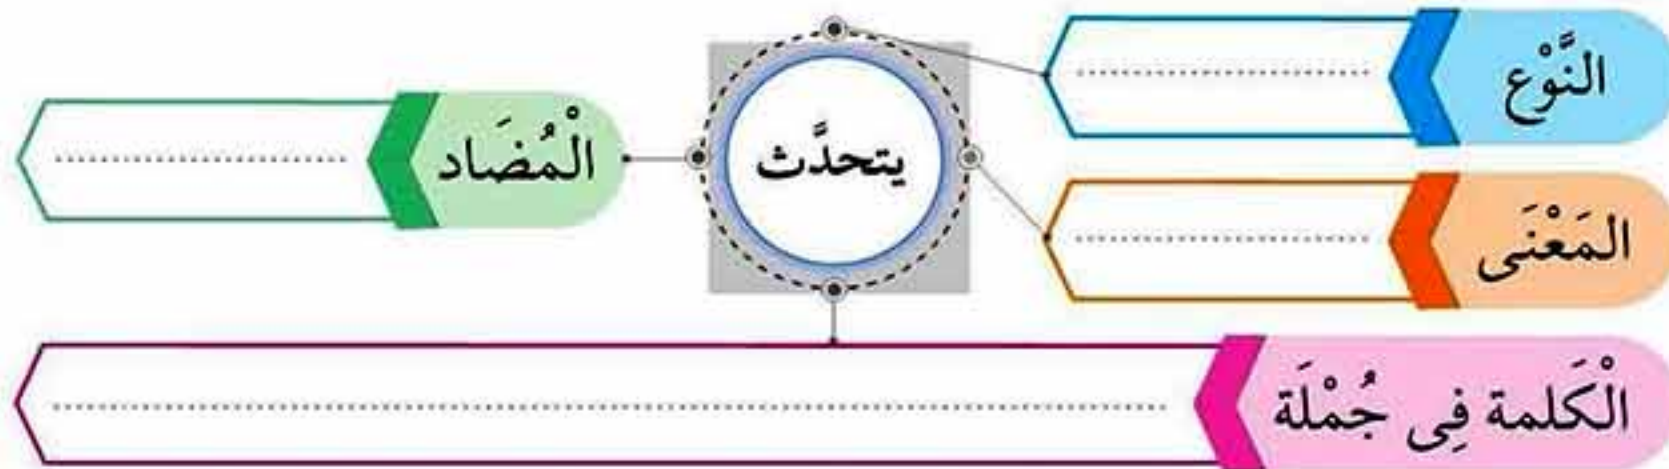 النَّوْع
يتحدَّث
الْمُضَاد
المَعْنَى
الْكَلمة فِى جُمْلَة